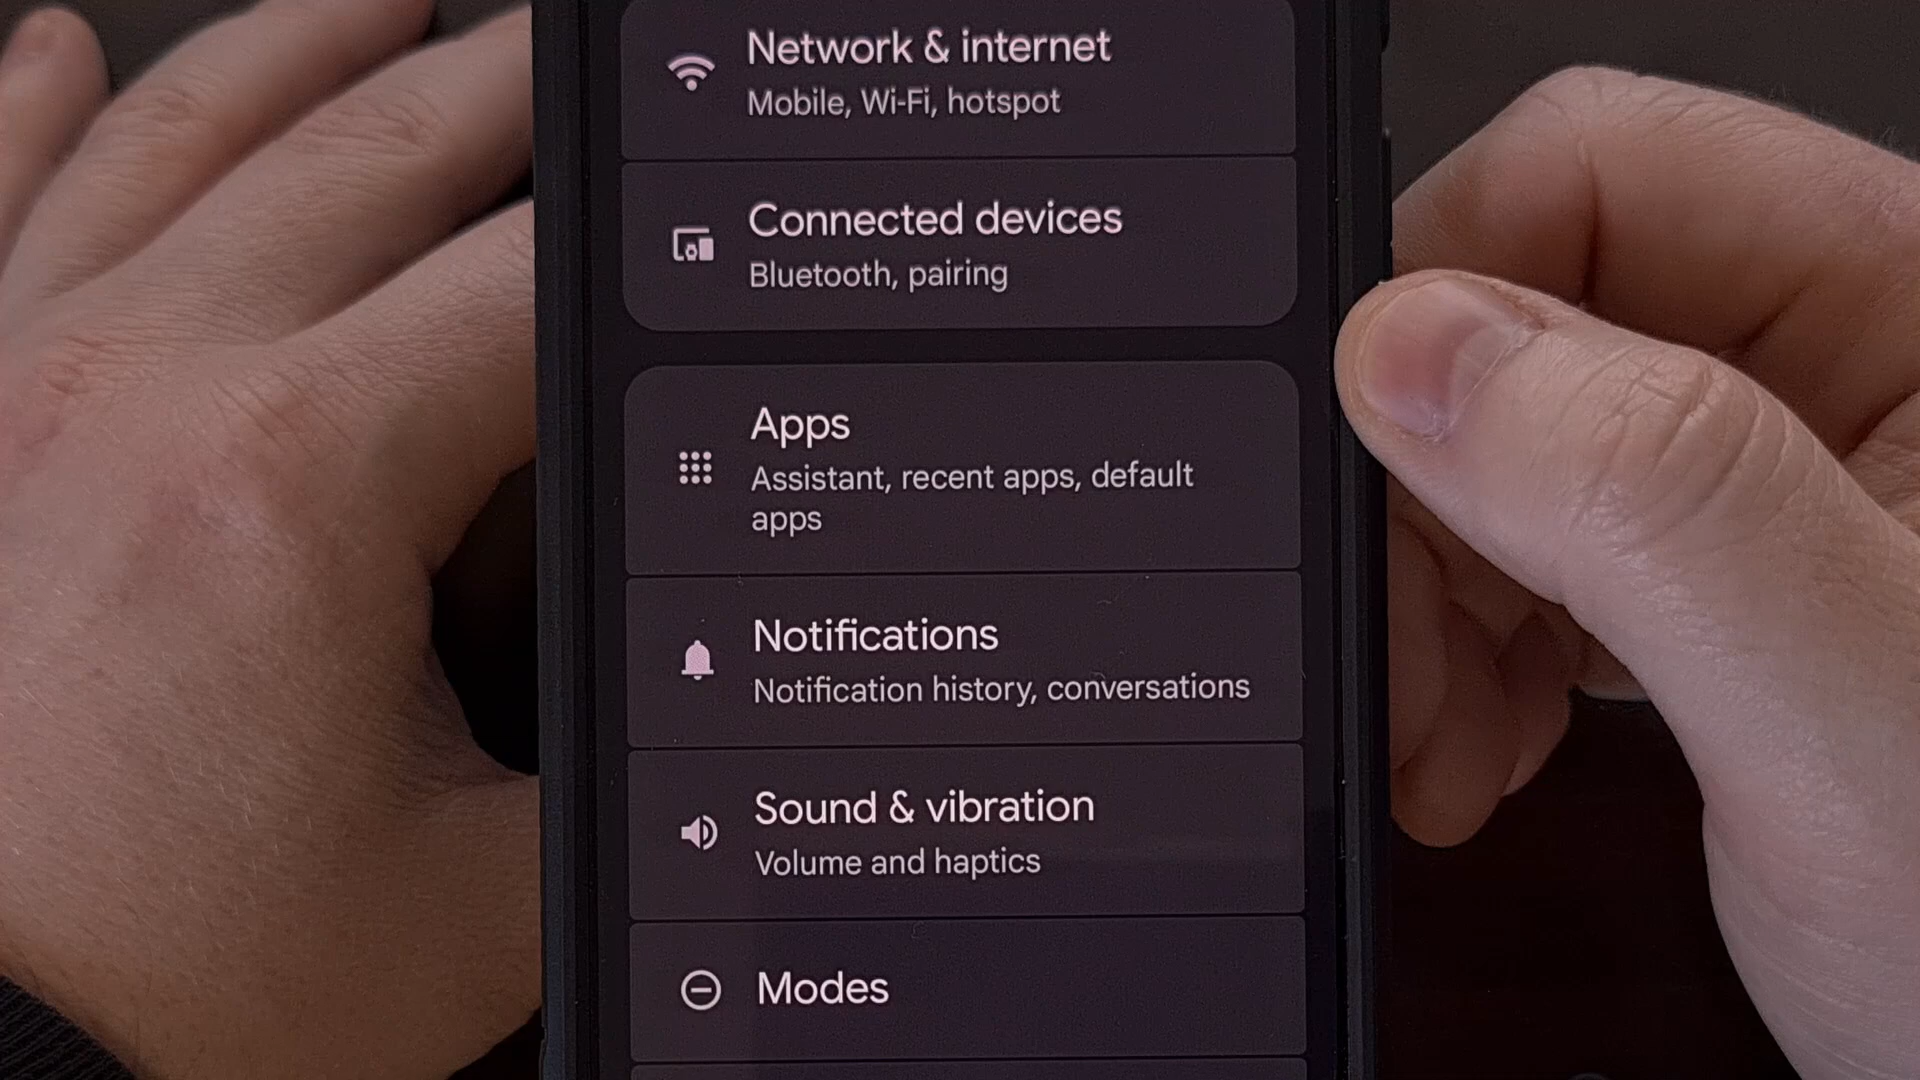 Network & internet
Mobile, Wi-Fi, hotspot
Connected devices
Bluetooth, pairing
Apps
Assistant, recent apps, default
apps
Notifications
Notification history, conversations
Sound & vibration
Volume and haptics
Modes